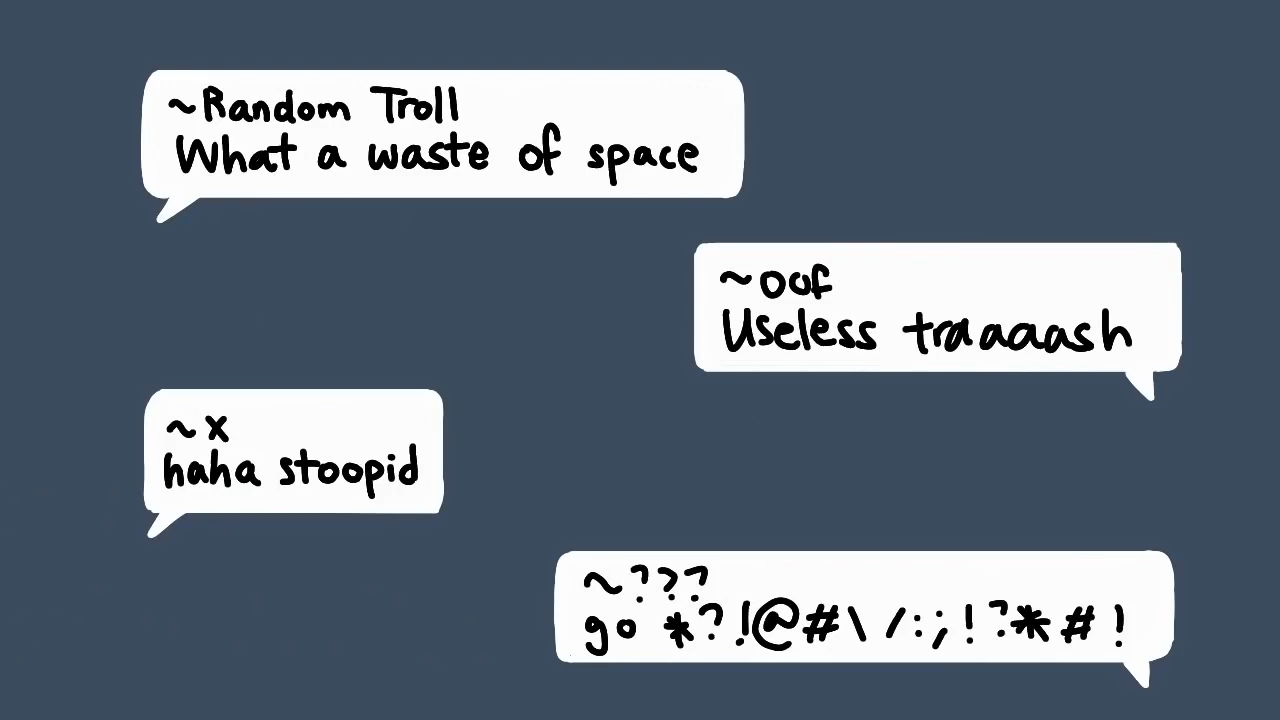 ~Random Troll
What a waste of space
~oof
Useless traaaash
~x
haha stoopid
~???
go *?!@#\/:;!?*#!